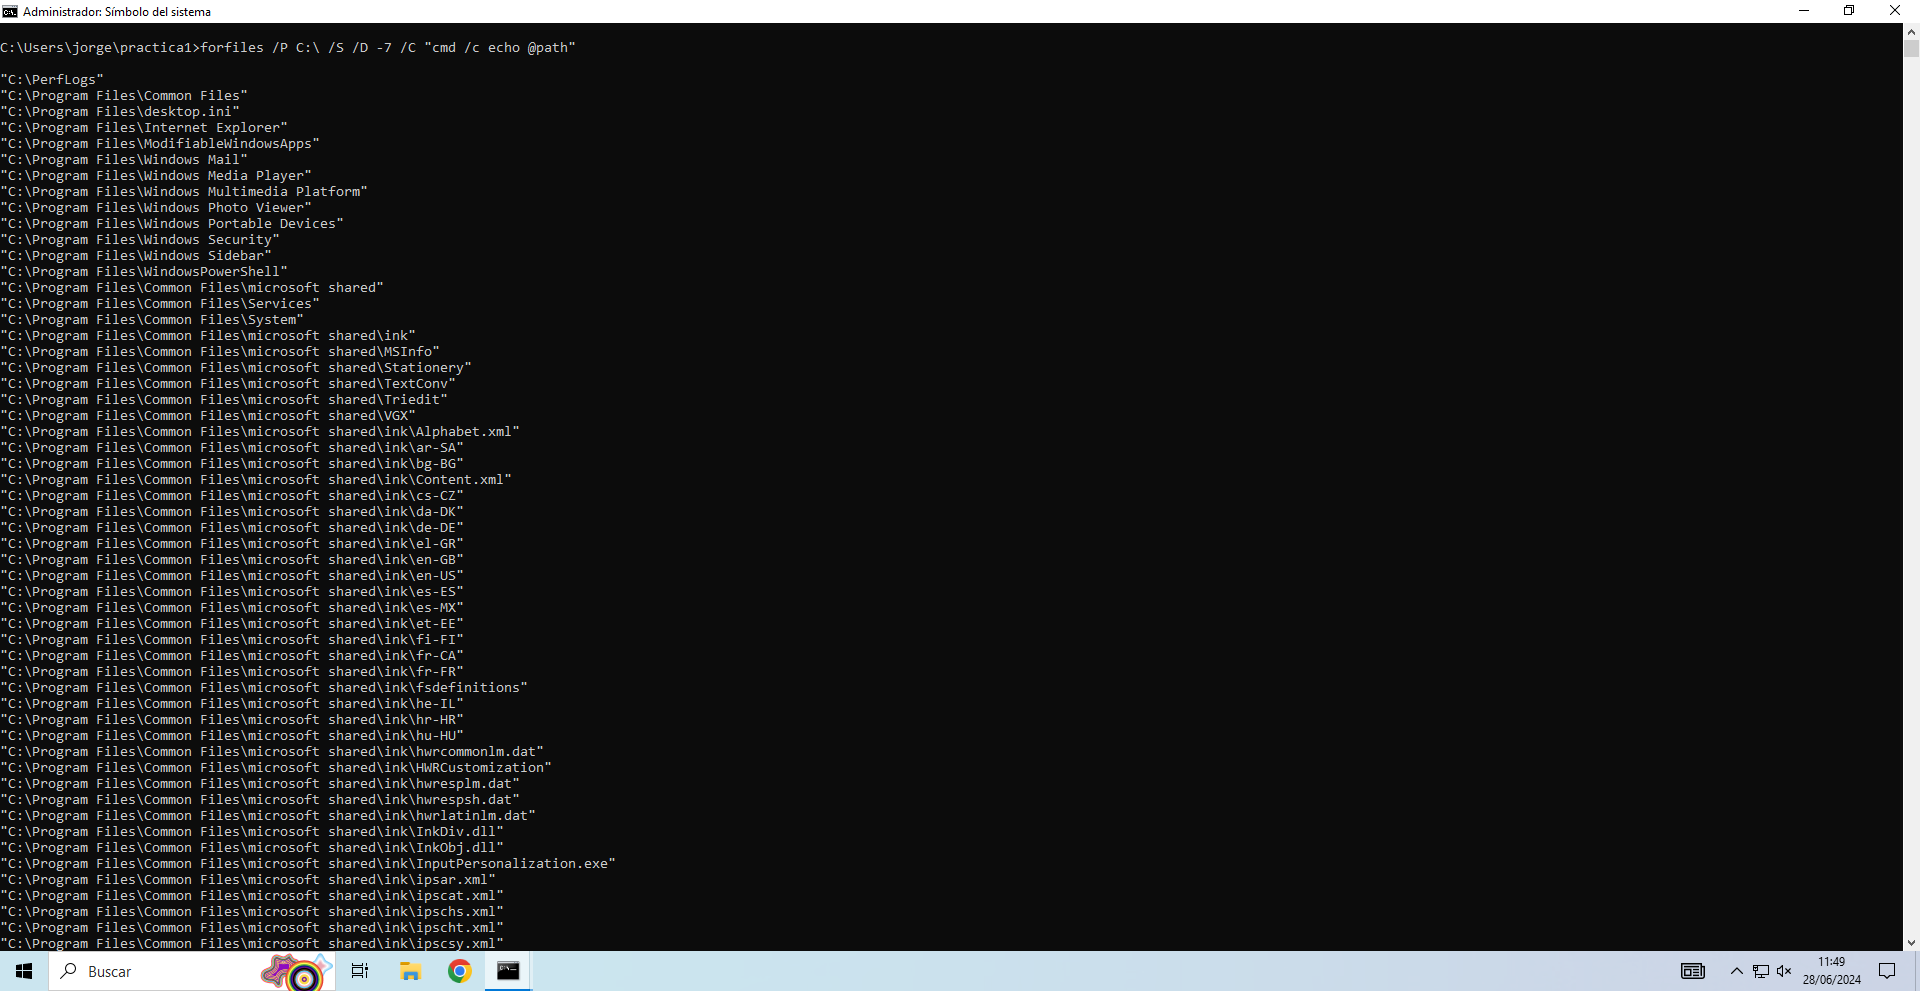 Administrador: Símbolo del sistema
C:\Users\jorge\practica1>forfiles /P C:\ /S /D -7 /C "cmd /c echo @path"
"C:\PerfLogs"
"C:\Program Files\Common Files"
"C:\Program Files\desktop.ini"
"C:\Program Files\Internet Explorer"
"C:\Program Files\ModifiableWindowsApps"
"C:\Program Files\Windows Mail"
"C:\Program Files\Windows Media Player"
"C:\Program Files\Windows Multimedia Platform"
"C:\Program Files\Windows Photo Viewer"
"C:\Program Files\Windows Portable Devices"
"C:\Program Files\Windows Security"
"C:\Program Files\Windows Sidebar"
"C:\Program Files\WindowsPowerShell"
"C:\Program Files\Common Files\microsoft shared"
"C:\Program Files\Common Files\Services"
"C:\Program Files\Common Files\System"
"C:\Program Files\Common Files\microsoft shared\ink"
"C:\Program Files\Common Files\microsoft shared\MSInfo"
"C:\Program Files\Common Files\microsoft shared\Stationery"
"C:\Program Files\Common Files\microsoft shared\TextConv"
"C:\Program Files\Common Files\microsoft shared\Triedit"
"C:\Program Files\Common Files\microsoft shared\VGX"
"C:\Program Files\Common Files\microsoft shared\ink\Alphabet.xml"
"C:\Program Files\Common Files\microsoft shared\ink\ar-SA"
"C:\Program Files\Common Files\microsoft shared\ink\bg-BG"
"C:\Program Files\Common Files\microsoft shared\ink\Content.xml"
"C:\Program Files\Common Files\microsoft shared\ink\cs-CZ"
"C:\Program Files\Common Files\microsoft shared\ink\da-DK"
"C:\Program Files\Common Files\microsoft shared\ink\de-DE"
"C:\Program Files\Common Files\microsoft shared\ink\el-GR"
"C:\Program Files\Common Files\microsoft shared\ink\en-GB"
"C:\Program Files\Common Files\microsoft shared\ink\en-US"
"C:\Program Files\Common Files\microsoft shared\ink\es-ES"
"C:\Program Files\Common Files\microsoft shared\ink\es-MX"
"C:\Program Files\Common Files\microsoft shared\ink\et-EE"
"C:\Program Files\Common Files\microsoft shared\ink\fi-FI"
"C:\Program Files\Common Files\microsoft shared\ink\fr-CA"
"C:\Program Files\Common Files\microsoft shared\ink\fr-FR"
"C:\Program Files\Common Files\microsoft shared\ink\fsdefinitions"
"C:\Program Files\Common Files\microsoft shared\ink\he-IL"
"C:\Program Files\Common Files\microsoft shared\ink\hr-HR"
"C:\Program Files\Common Files\microsoft shared\ink\hu-HU"
"C:\Program Files\Common Files\microsoft shared\ink\hwrcommonlm.dat"
"C:\Program Files\Common Files\microsoft shared\ink\HWRCustomization"
"C:\Program Files\Common Files\microsoft shared\ink\hwresplm.dat"
"C:\Program Files\Common Files\microsoft shared\ink\hwrespsh.dat"
"C:\Program Files\Common Files\microsoft shared\ink\hwrlatinlm.dat"
"C:\Program Files\Common Files\microsoft shared\ink\InkDiv.dll"
"C:\Program Files\Common Files\microsoft shared\ink\InkObj.dll"
"C:\Program Files\Common Files\microsoft shared\ink\InputPersonalization.exe"
"C:\Program Files\Common Files\microsoft shared\ink\ipsar.xml"
"C:\Program Files\Common Files\microsoft shared\ink\ipscat.xml"
"C:\Program Files\Common Files\microsoft shared\ink\ipschs.xml"
"C:\Program Files\Common Files\microsoft shared\ink\ipscht.xml"
"C:\Program Files\Common Files\microsoft shared\ink\ipscsy.xml"
Buscar
11:49
28/06/2024